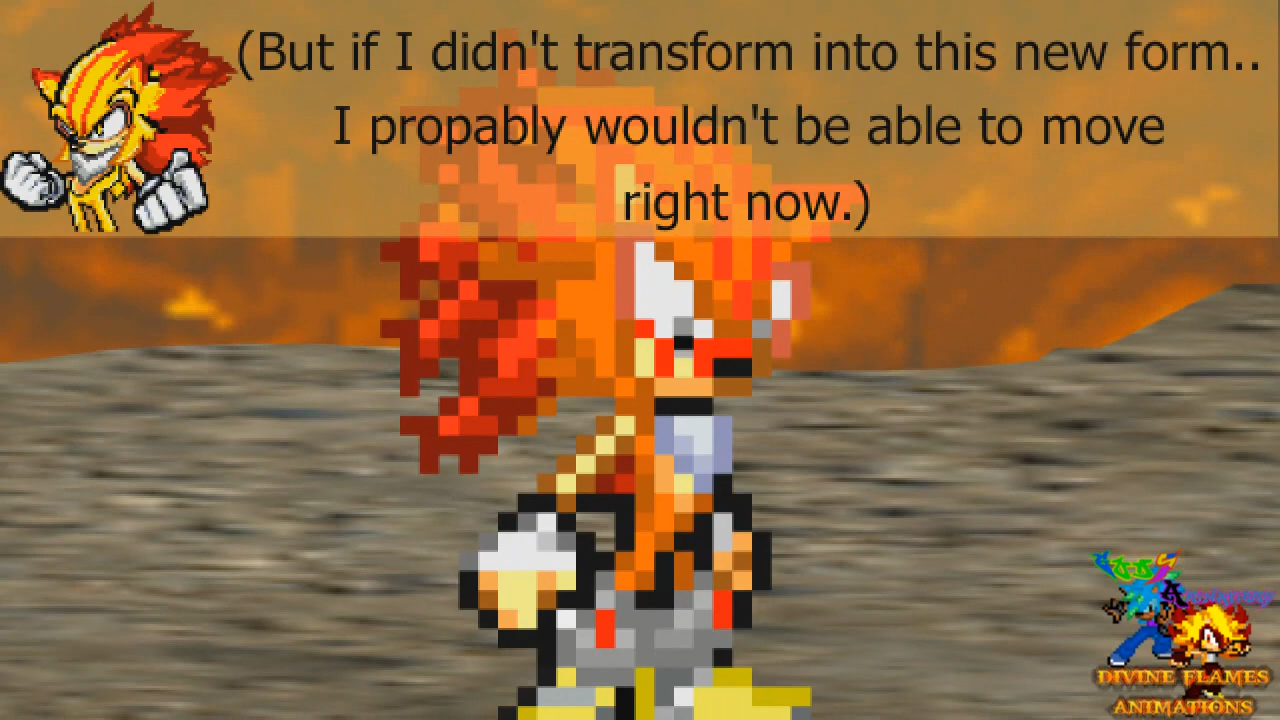 (But if I didn't transform into this new form..
I propably wouldn't be able to move
right now.)
DIVINE FLAMES
ANIMATIONS